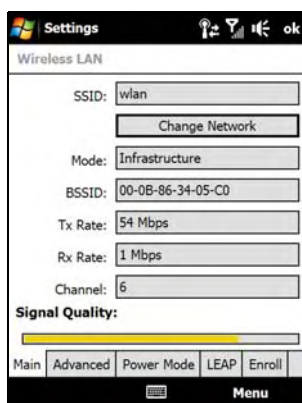 Settings ok
Wireless LAN
SSID: wlan
Change Network
Mode: Infrastructure
BSSID: 00-0B-86-34-05-C0
Tx Rate: 54 Mbps
Rx Rate: 1 Mbps
Channel: 6
Signal Quality:
Main Advanced Power Mode LEAP Enroll
Menu